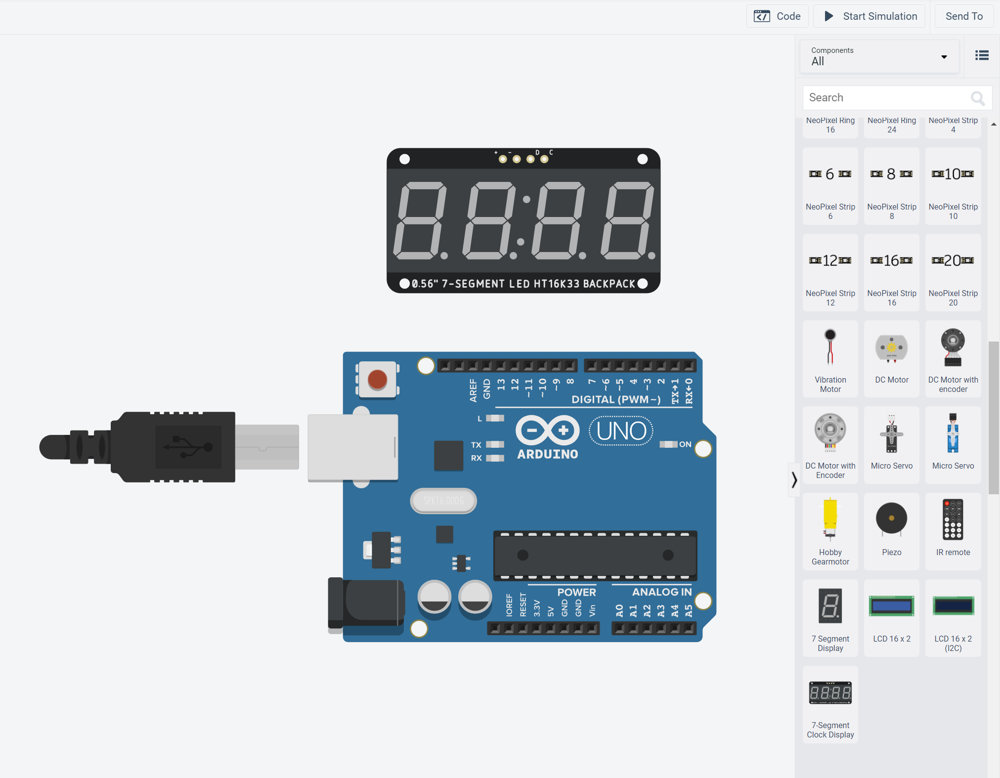 Code
Start Simulation
Send To
Components
All
Search
NeoPixel Ring 16
NeoPixel Ring 24
NeoPixel Strip 4
6
8
10
NeoPixel Strip 6
NeoPixel Strip 8
NeoPixel Strip 10
12
16
20
NeoPixel Strip 12
NeoPixel Strip 16
NeoPixel Strip 20
Vibration Motor
DC Motor
DC Motor with encoder
DC Motor with Encoder
Micro Servo
Micro Servo
Hobby Gearmotor
Piezo
IR remote
7 Segment Display
LCD 16 x 2
LCD 16 x 2 (I2C)
7-Segment Clock Display
+ - D C
0.56" 7-SEGMENT LED HT16K33 BACKPACK
AREF
GND
13
12
~11
~10
~9
8
7
~6
~5
4
~3
2
TX→1
RX←0
DIGITAL (PWM~)
L
TX
RX
ARDUINO
UNO
ON
SPK16.000G
POWER
ANALOG IN
IOREF
RESET
3.3V
5V
GND
GND
Vin
A0
A1
A2
A3
A4
A5